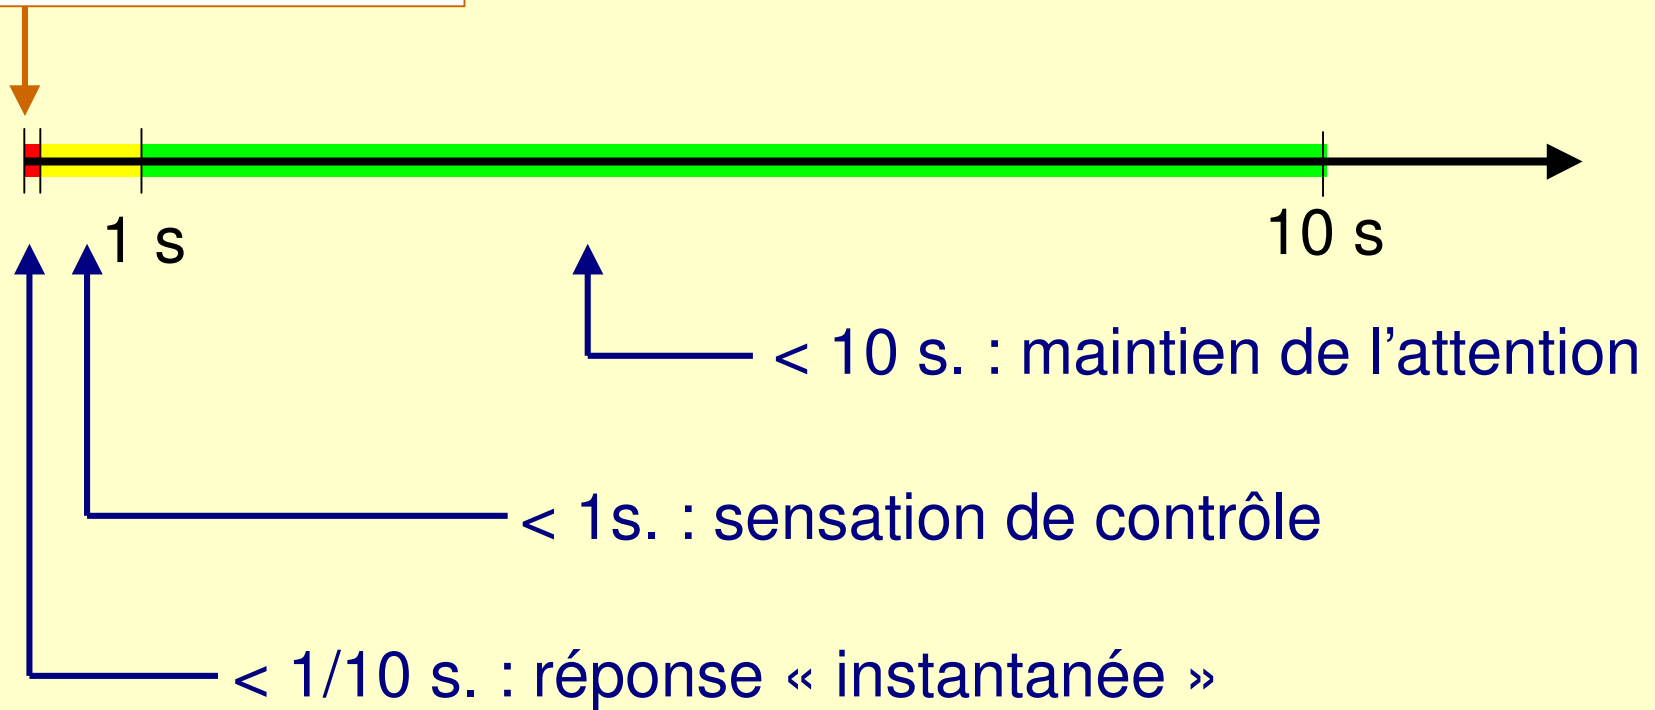 1 s
10 s
< 10 s. : maintien de l’attention
< 1s. : sensation de contrôle
< 1/10 s. : réponse « instantanée »